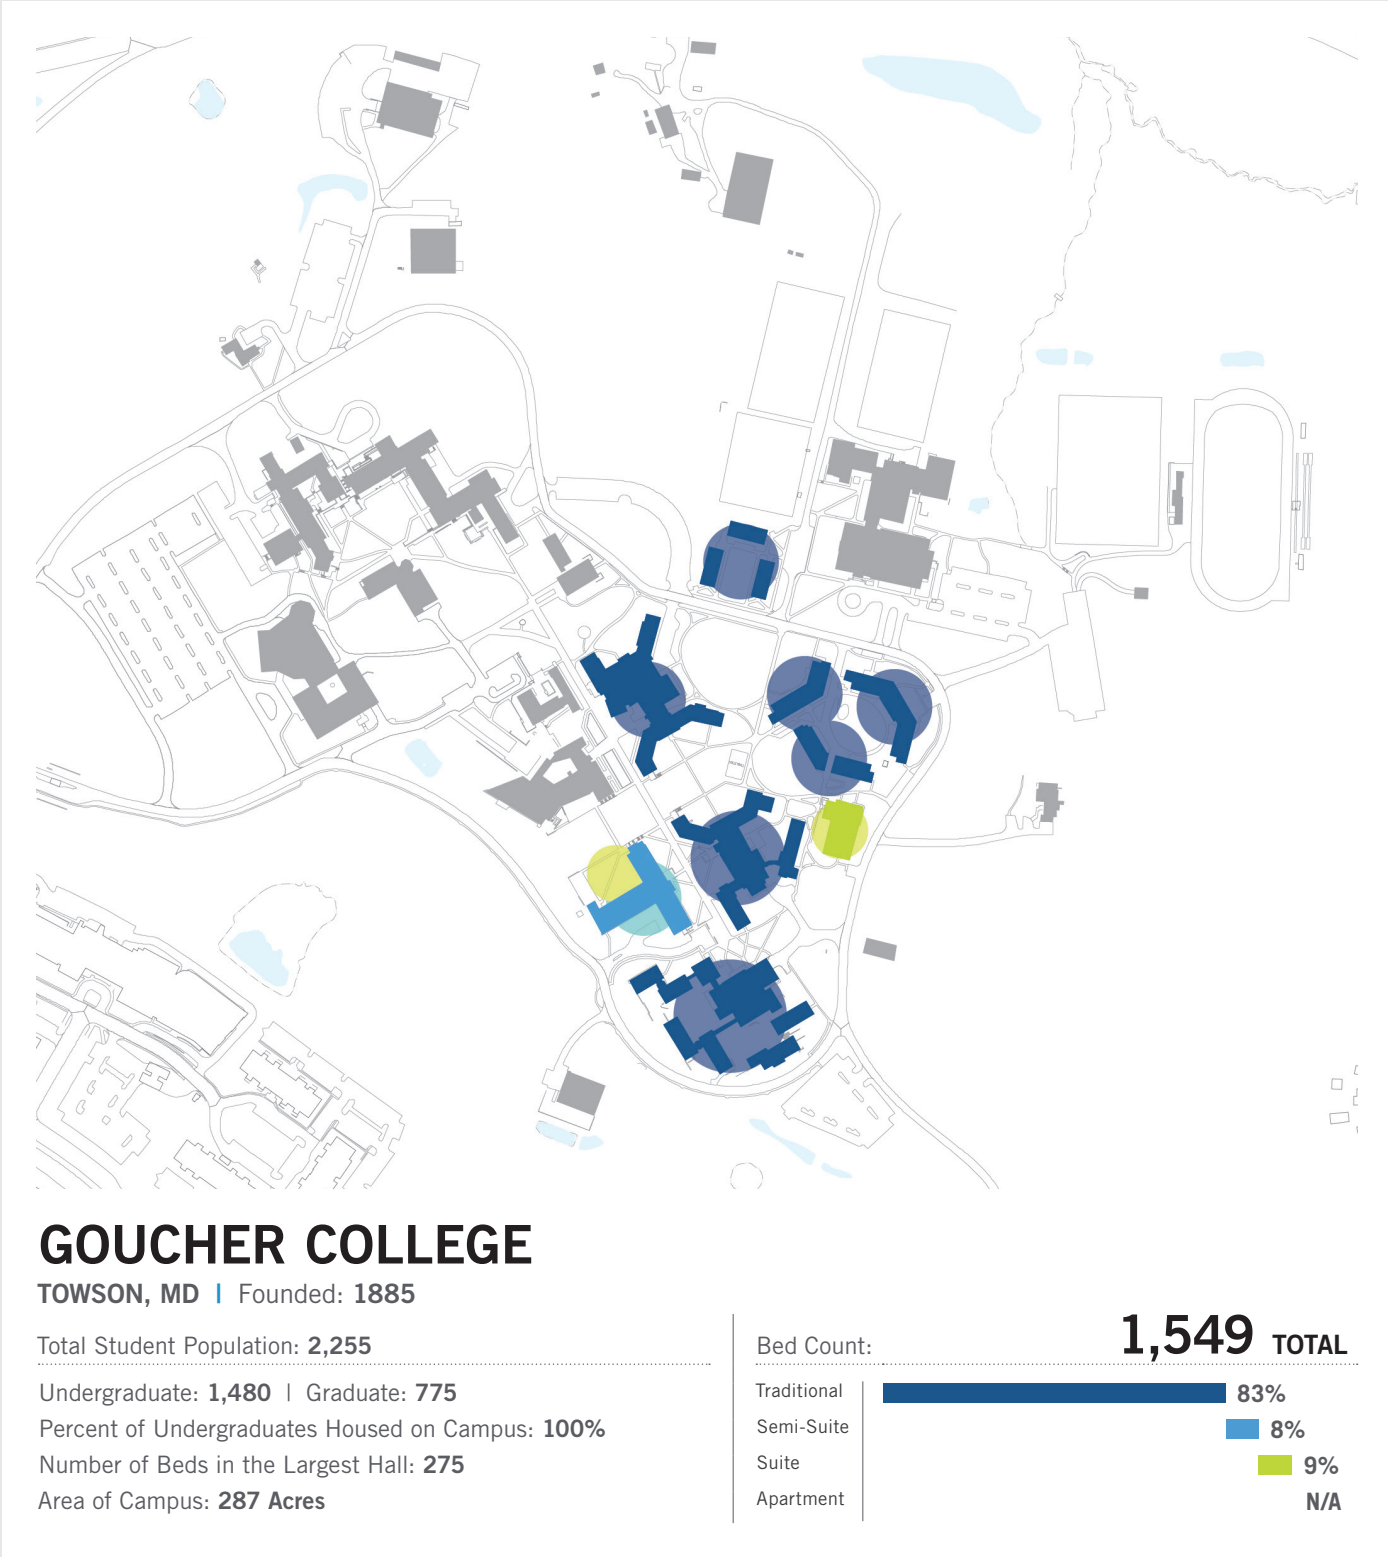 GOUCHER COLLEGE
TOWSON, MD | Founded: 1885
Total Student Population: 2,255
Undergraduate: 1,480 | Graduate: 775
Percent of Undergraduates Housed on Campus: 100%
Number of Beds in the Largest Hall: 275
Area of Campus: 287 Acres
Bed Count: 1,549 TOTAL
Traditional 83%
Semi-Suite 8%
Suite 9%
Apartment N/A